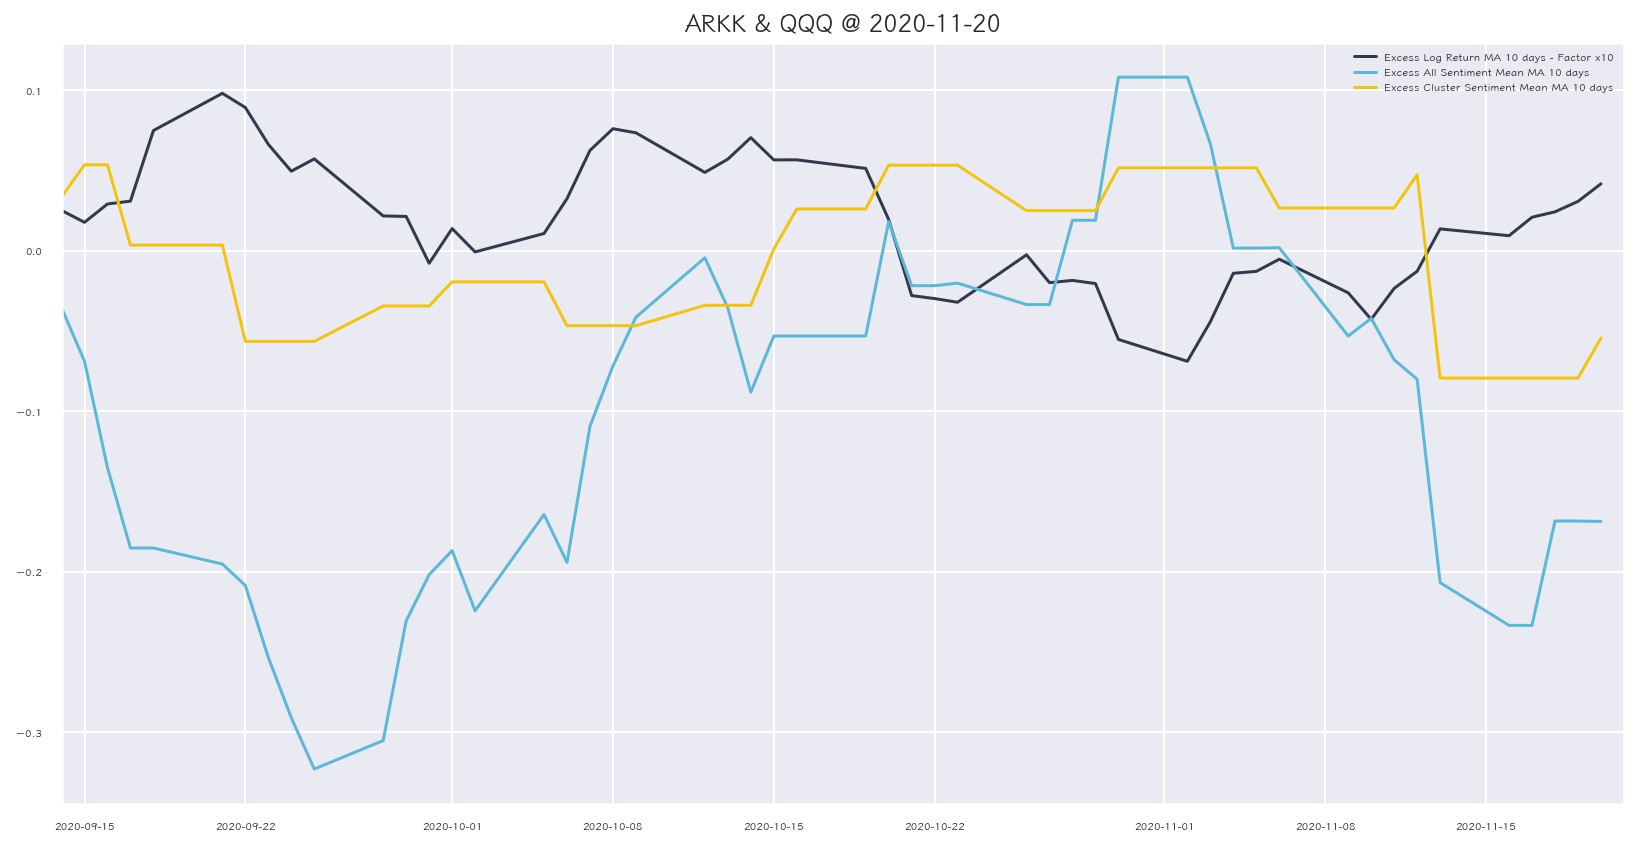 ARKK & QQQ @ 2020-11-20
Excess Log Return MA 10 days - Factor x10
Excess All Sentiment Mean MA 10 days
Excess Cluster Sentiment Mean MA 10 days
0.1
0.0
−0.1
−0.2
−0.3
2020-09-15 2020-09-22 2020-10-01 2020-10-08 2020-10-15 2020-10-22 2020-11-01 2020-11-08 2020-11-15